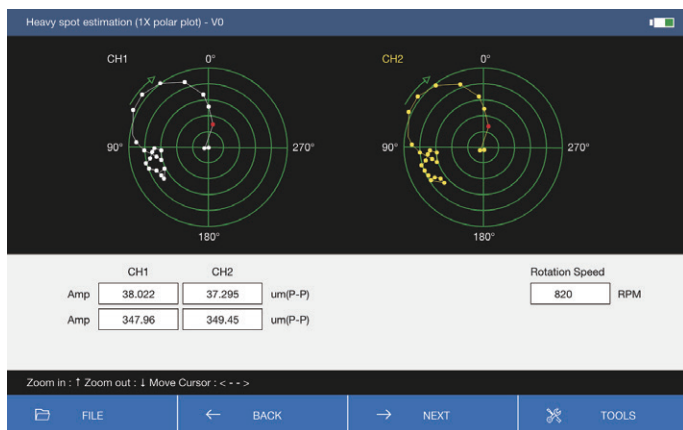 Heavy spot estimation (1X polar plot) - V0
CH1 0° CH2 0°
90° 270° 90° 270°
180° 180°
CH1 CH2 Rotation Speed
Amp 38.022 37.295 um(P-P) 820 RPM
Amp 347.96 349.45 um(P-P)
Zoom in : ↑ Zoom out : ↓ Move Cursor : < - - >
FILE ← BACK → NEXT TOOLS